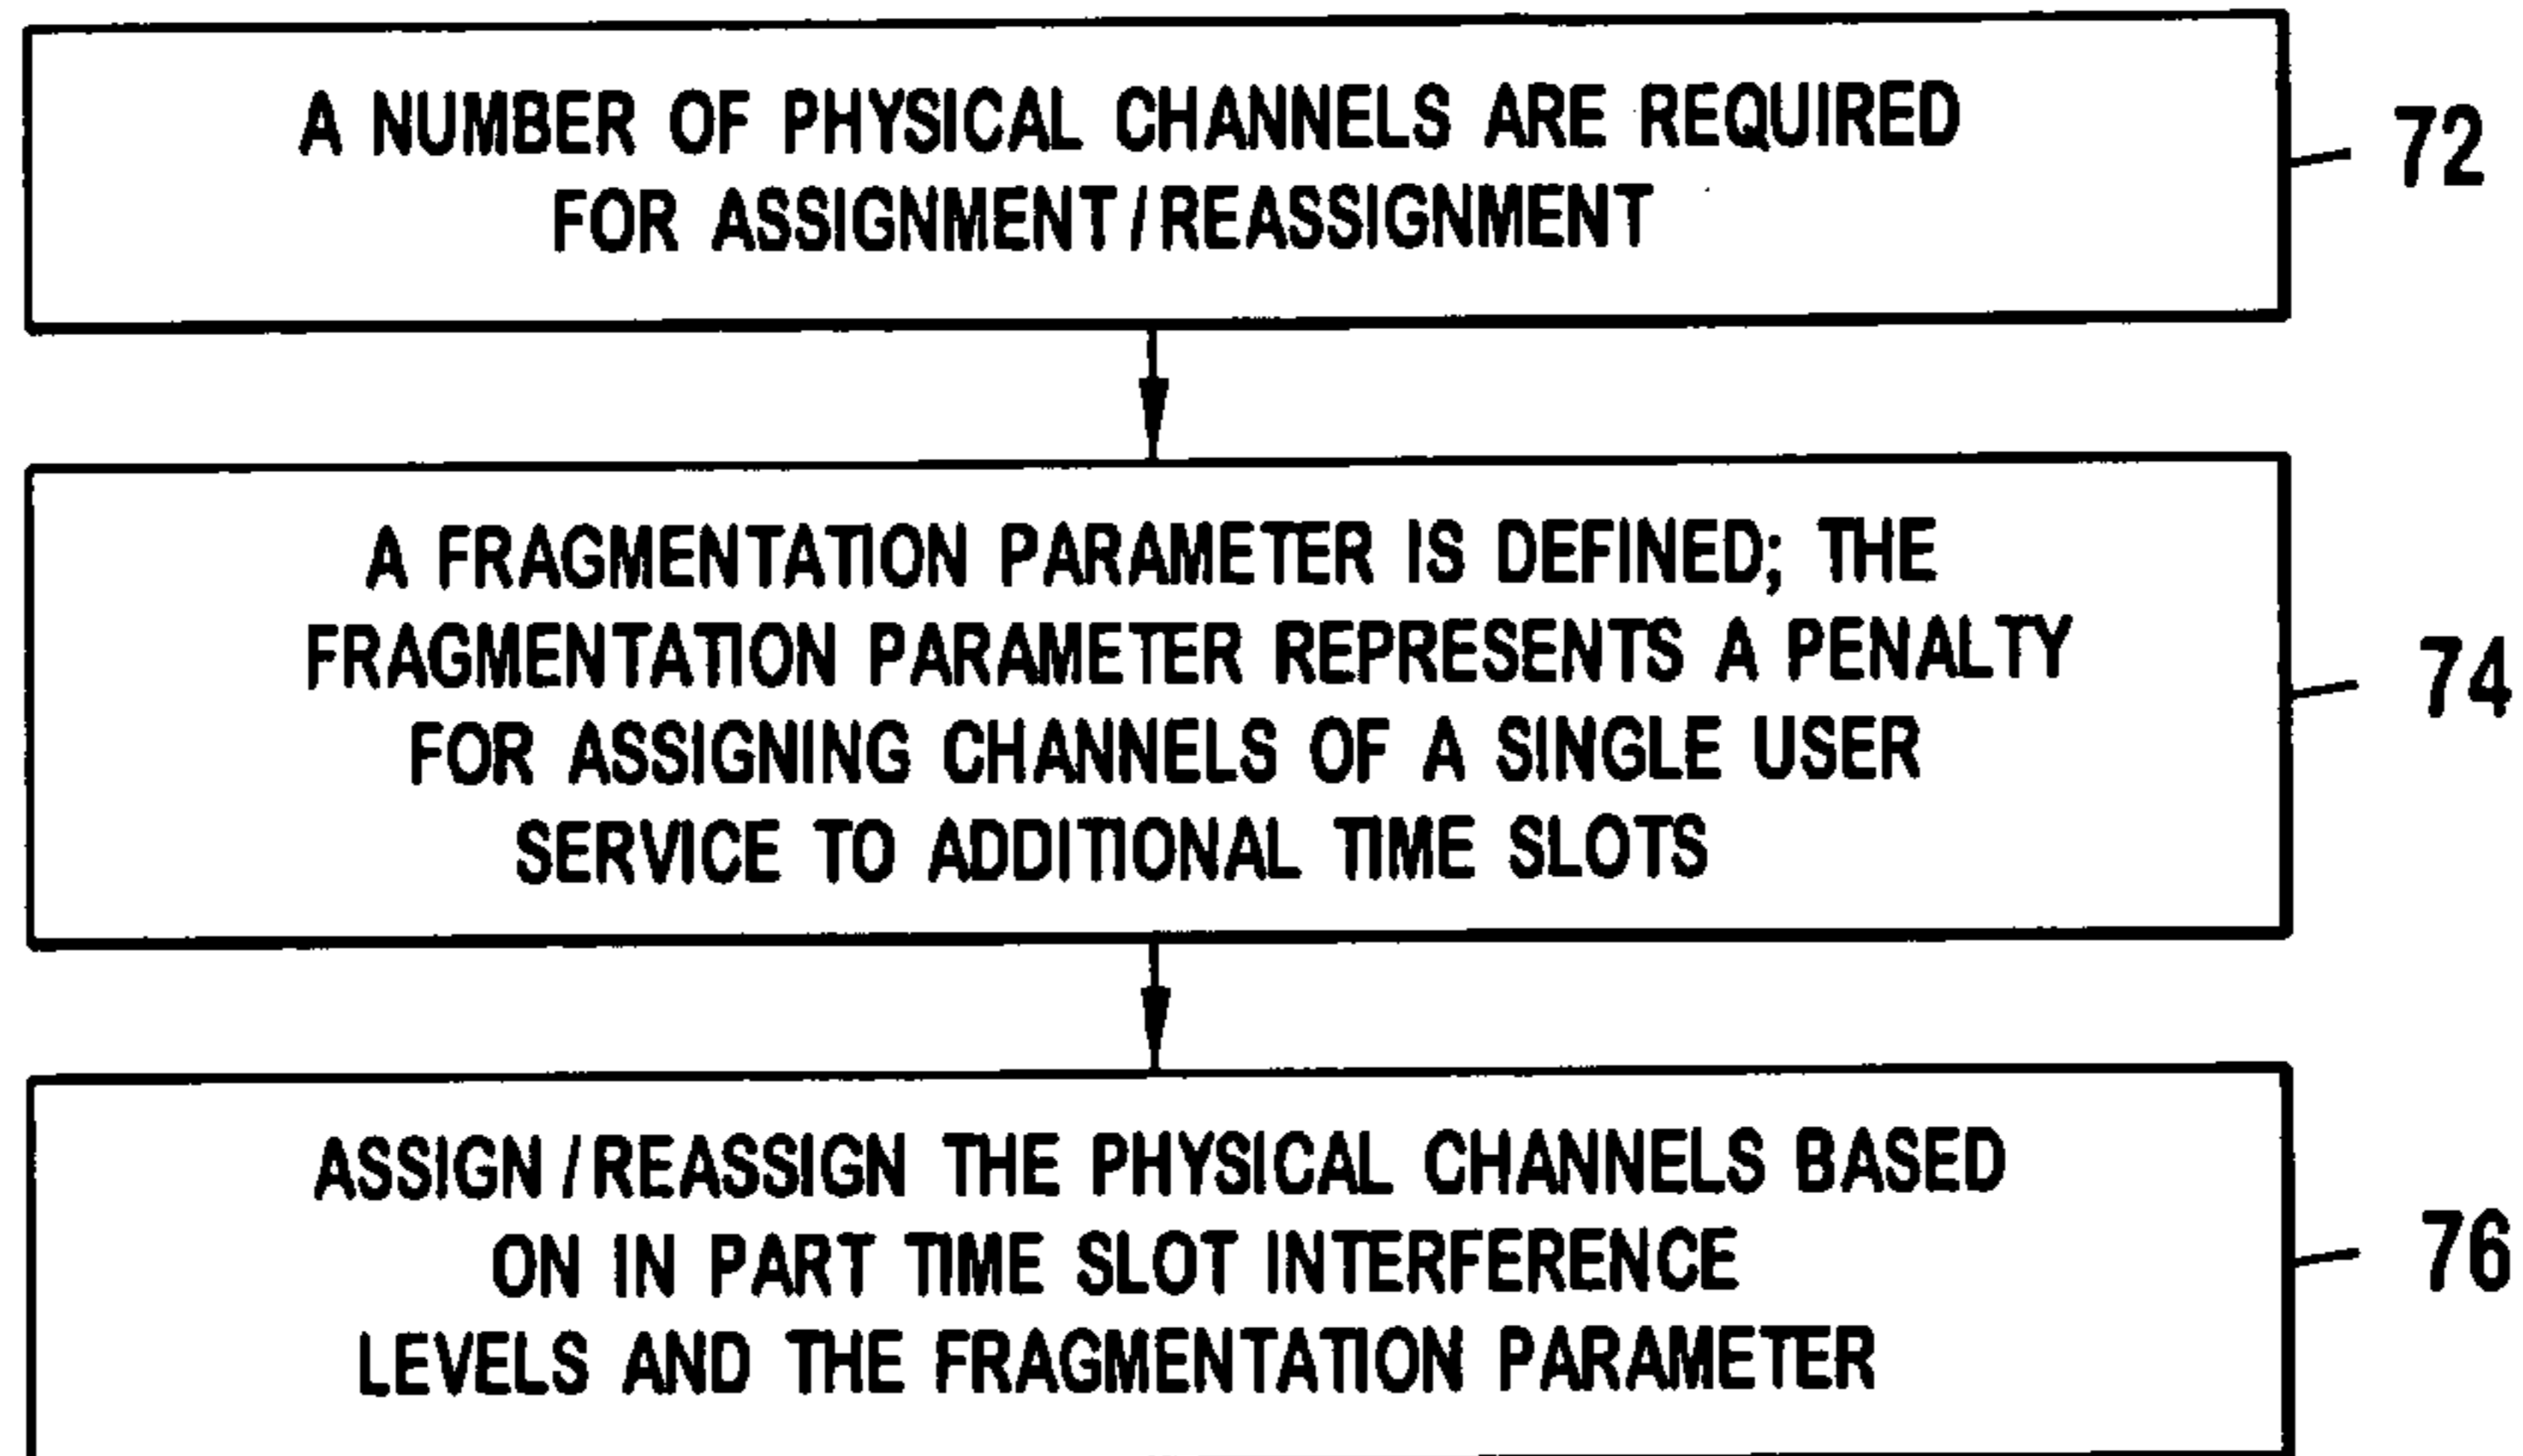 A NUMBER OF PHYSICAL CHANNELS ARE REQUIRED
FOR ASSIGNMENT/REASSIGNMENT
72
A FRAGMENTATION PARAMETER IS DEFINED; THE
FRAGMENTATION PARAMETER REPRESENTS A PENALTY
FOR ASSIGNING CHANNELS OF A SINGLE USER
SERVICE TO ADDITIONAL TIME SLOTS
74
ASSIGN/REASSIGN THE PHYSICAL CHANNELS BASED
ON IN PART TIME SLOT INTERFERENCE
LEVELS AND THE FRAGMENTATION PARAMETER
76